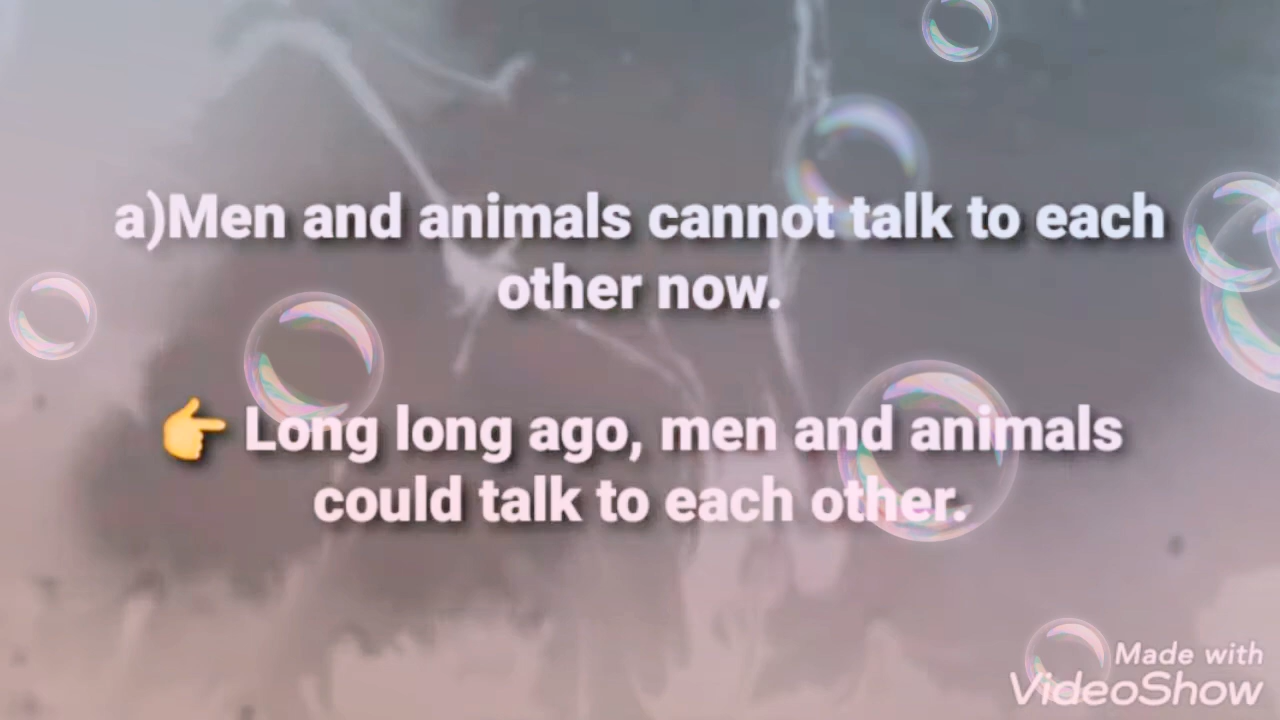 a)Men and animals cannot talk to each
other now.
👉 Long long ago, men and animals
could talk to each other.
Made with
VideoShow